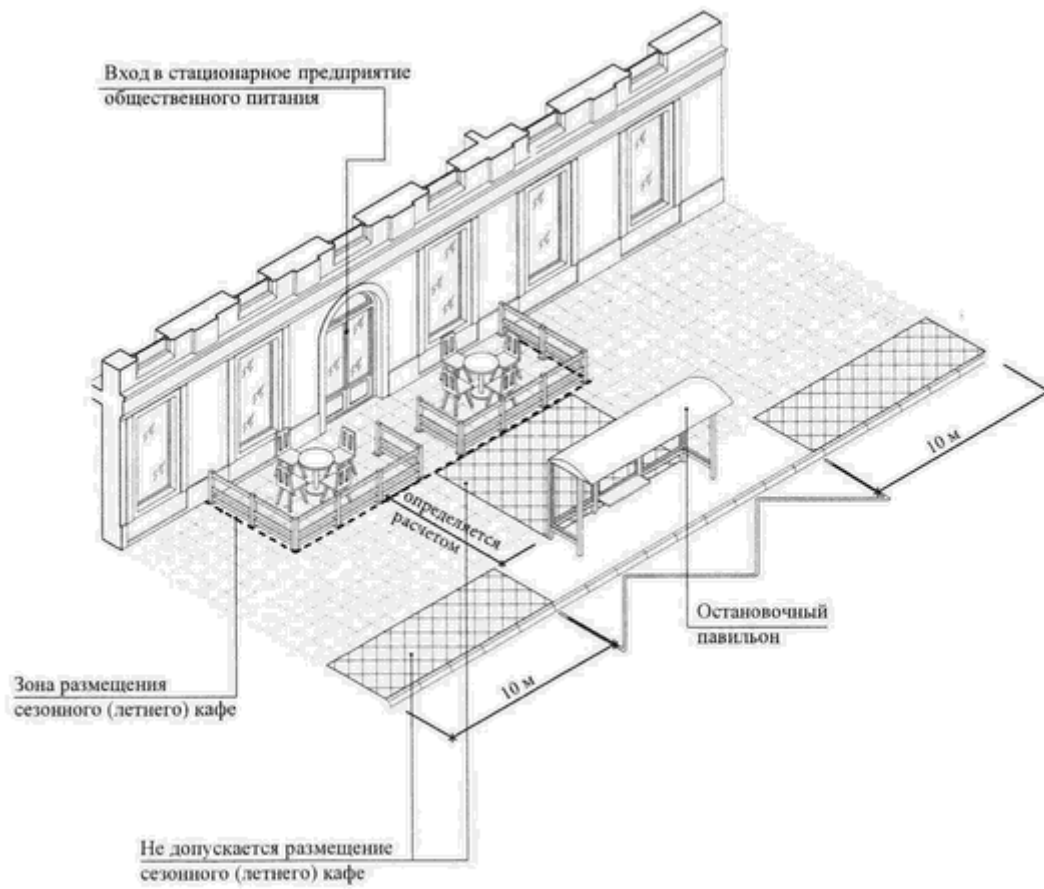 Вход в стационарное предприятие
общественного питания
10 м
определяется
расчетом
Остановочный
павильон
10 м
Зона размещения
сезонного (летнего) кафе
Не допускается размещение
сезонного (летнего) кафе